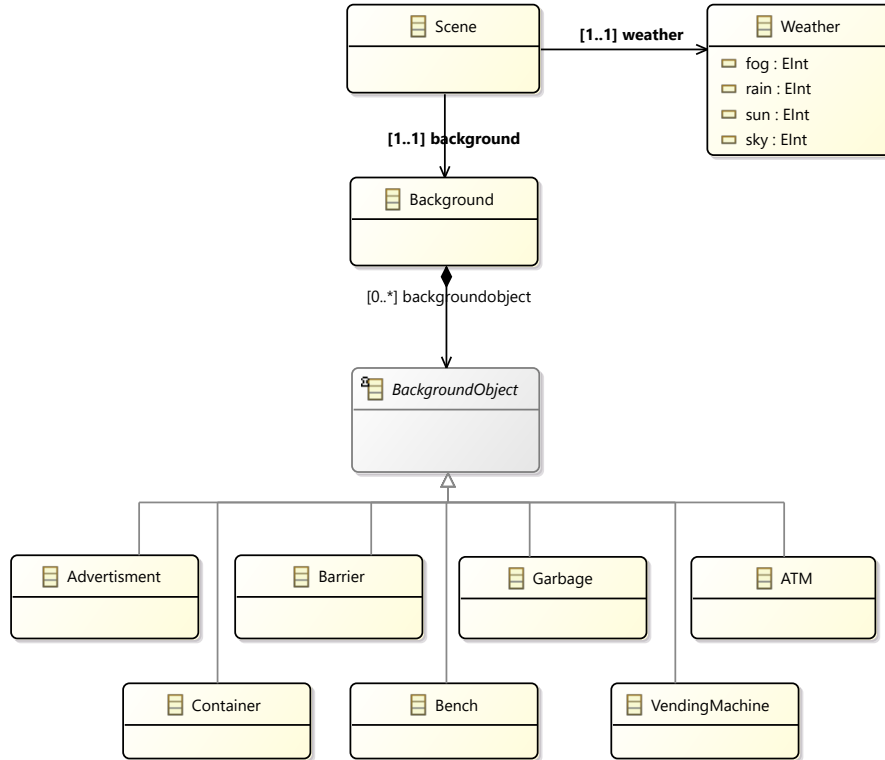 Scene
[1..1] weather
Weather
fog : EInt
rain : EInt
sun : EInt
sky : EInt
[1..1] background
Background
[0..*] backgroundobject
BackgroundObject
Advertisment
Barrier
Garbage
ATM
Container
Bench
VendingMachine